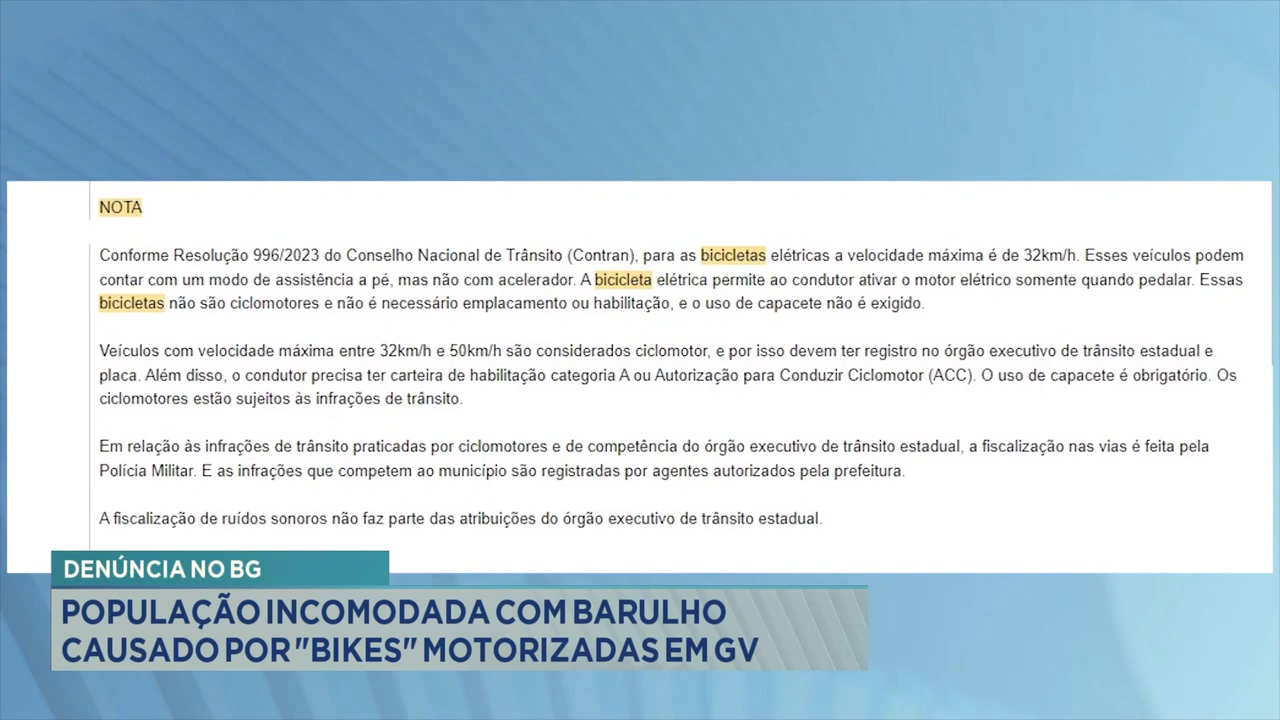 NOTA
Conforme Resolução 996/2023 do Conselho Nacional de Trânsito (Contran), para as bicicletas elétricas a velocidade máxima é de 32km/h. Esses veículos podem
contar com um modo de assistência a pé, mas não com acelerador. A bicicleta elétrica permite ao condutor ativar o motor elétrico somente quando pedalar. Essas
bicicletas não são ciclomotores e não é necessário emplacamento ou habilitação, e o uso de capacete não é exigido.
Veículos com velocidade máxima entre 32km/h e 50km/h são considerados ciclomotor, e por isso devem ter registro no órgão executivo de trânsito estadual e
placa. Além disso, o condutor precisa ter carteira de habilitação categoria A ou Autorização para Conduzir Ciclomotor (ACC). O uso de capacete é obrigatório. Os
ciclomotores estão sujeitos às infrações de trânsito.
Em relação às infrações de trânsito praticadas por ciclomotores e de competência do órgão executivo de trânsito estadual, a fiscalização nas vias é feita pela
Polícia Militar. E as infrações que competem ao município são registradas por agentes autorizados pela prefeitura.
A fiscalização de ruídos sonoros não faz parte das atribuições do órgão executivo de trânsito estadual.
DENÚNCIA NO BG
POPULAÇÃO INCOMODADA COM BARULHO
CAUSADO POR "BIKES" MOTORIZADAS EM GV